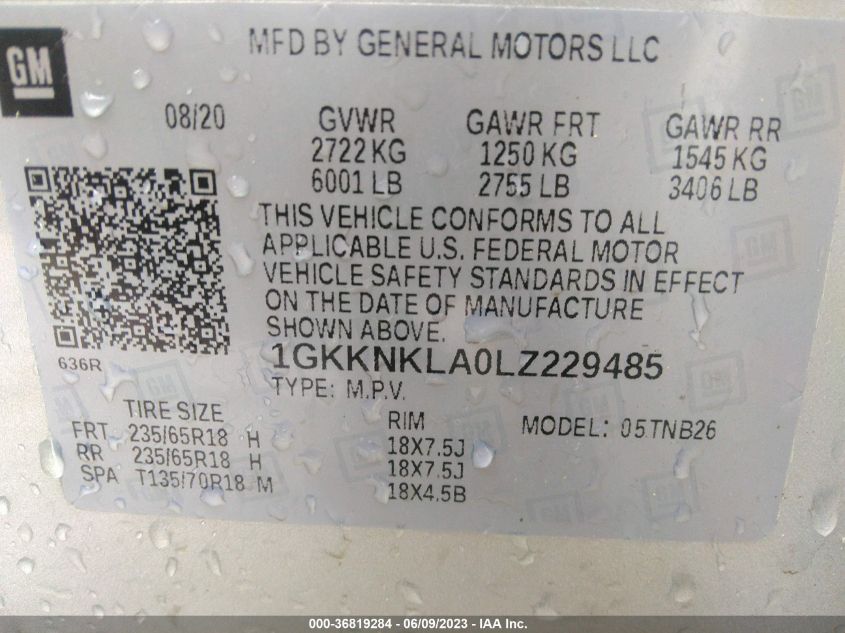 GM
MFD BY GENERAL MOTORS LLC
08/20 GVWR GAWR FRT GAWR RR
2722 KG 1250 KG 1545 KG
6001 LB 2755 LB 3406 LB
THIS VEHICLE CONFORMS TO ALL
APPLICABLE U.S. FEDERAL MOTOR
VEHICLE SAFETY STANDARDS IN EFFECT
ON THE DATE OF MANUFACTURE
SHOWN ABOVE.
636R
1GKKNKLA0LZ229485
TYPE: M.P.V.
TIRE SIZE RIM MODEL: 05TNB26
FRT 235/65R18 H 18X7.5J
RR 235/65R18 H 18X7.5J
SPA T135/70R18 M 18X4.5B
000-36819284 - 06/09/2023 - IAA Inc.